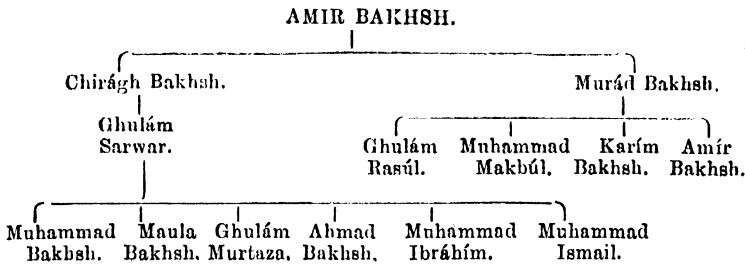 AMIR BAKHSH.
Chirágh Bakhsh. Murád Bakhsh.
Ghulám
Sarwar.
Ghulám Muhammad Karím Amír
Rasúl. Makbúl. Bakhsh. Bakhsh.
Muhammad Maula Ghulám Ahmad Muhammad Muhammad
Bakhsh. Bakhsh. Murtaza. Bakhsh. Ibráhím. Ismail.